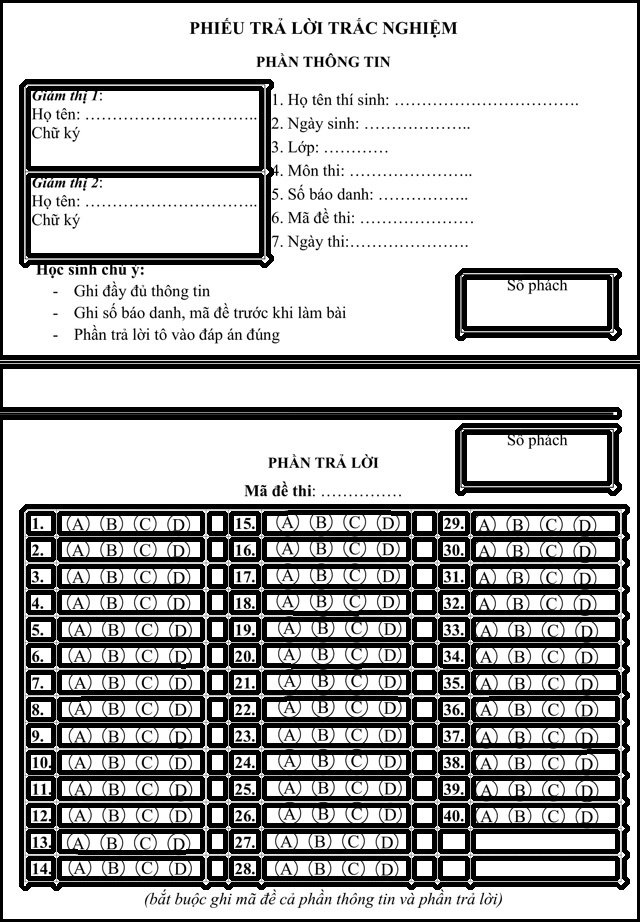 PHIẾU TRẢ LỜI TRẮC NGHIỆM
PHẦN THÔNG TIN
Giám thị 1:
Họ tên: ……………………………..
Chữ ký
Giám thị 2:
Họ tên: ……………………………..
Chữ ký
1. Họ tên thí sinh: …………………………….
2. Ngày sinh: ………………..
3. Lớp: …………
4. Môn thi: …………………..
5. Số báo danh: ……………..
6. Mã đề thi: …………………
7. Ngày thi:………………….
Học sinh chú ý:
- Ghi đầy đủ thông tin
- Ghi số báo danh, mã đề trước khi làm bài
- Phần trả lời tô vào đáp án đúng
Số phách
Số phách
PHẦN TRẢ LỜI
Mã đề thi: ……………
1. A B C D 15. A B C D 29. A B C D
2. A B C D 16. A B C D 30. A B C D
3. A B C D 17. A B C D 31. A B C D
4. A B C D 18. A B C D 32. A B C D
5. A B C D 19. A B C D 33. A B C D
6. A B C D 20. A B C D 34. A B C D
7. A B C D 21. A B C D 35. A B C D
8. A B C D 22. A B C D 36. A B C D
9. A B C D 23. A B C D 37. A B C D
10. A B C D 24. A B C D 38. A B C D
11. A B C D 25. A B C D 39. A B C D
12. A B C D 26. A B C D 40. A B C D
13. A B C D 27. A B C D
14. A B C D 28. A B C D
(bắt buộc ghi mã đề cả phần thông tin và phần trả lời)